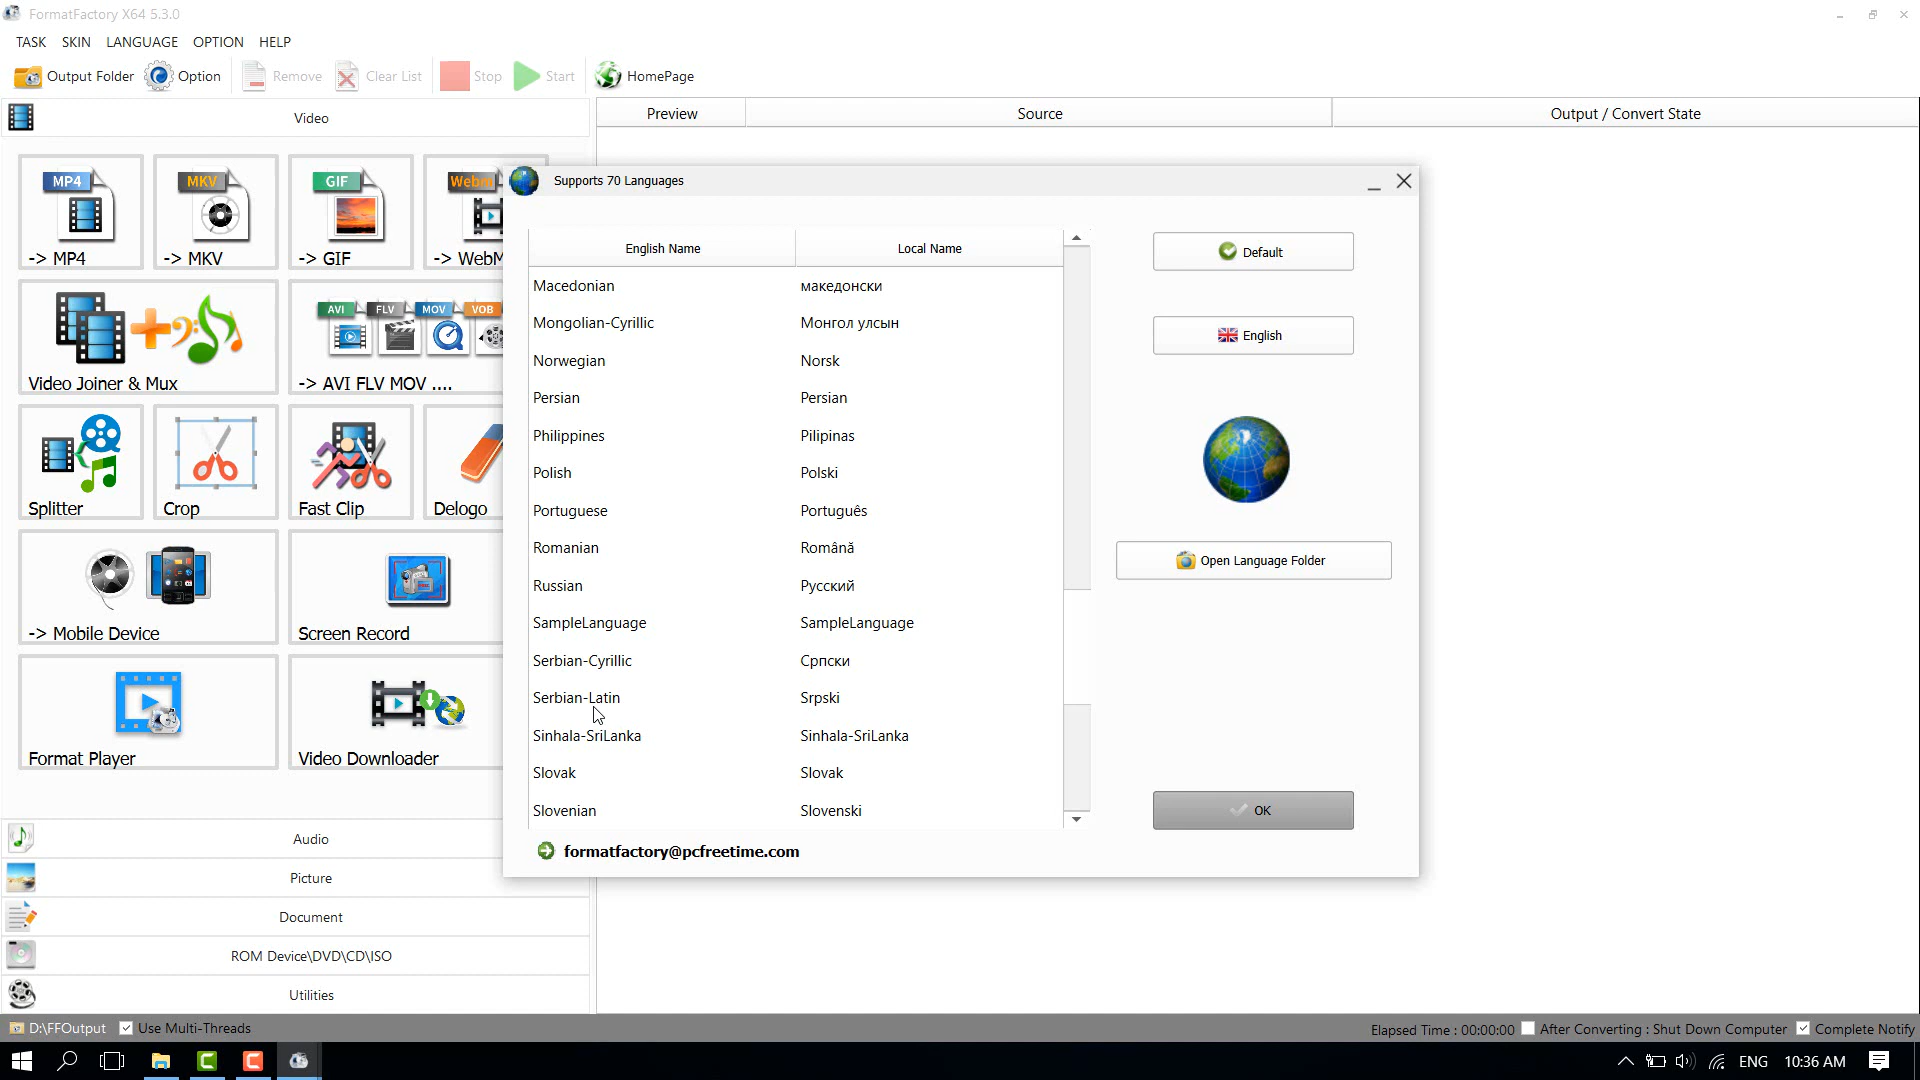 FormatFactory X64 5.3.0
TASK SKIN LANGUAGE OPTION HELP
Output Folder Option Remove Clear List Stop Start HomePage
Video
Preview Source Output / Convert State
MP4 MKV GIF Webm
-> MP4 -> MKV -> GIF -> WebM
AVI FLV MOV VOB
Video Joiner & Mux -> AVI FLV MOV ....
Splitter Crop Fast Clip Delogo
-> Mobile Device Screen Record
Format Player Video Downloader
Audio
Picture
Document
ROM Device\DVD\CD\ISO
Utilities
Supports 70 Languages
English Name Local Name
Macedonian македонски
Mongolian-Cyrillic Монгол улсын
Norwegian Norsk
Persian Persian
Philippines Pilipinas
Polish Polski
Portuguese Português
Romanian Română
Russian Русский
SampleLanguage SampleLanguage
Serbian-Cyrillic Српски
Serbian-Latin Srpski
Sinhala-SriLanka Sinhala-SriLanka
Slovak Slovak
Slovenian Slovenski
Default
English
Open Language Folder
OK
formatfactory@pcfreetime.com
D:\FFOutput Use Multi-Threads
Elapsed Time : 00:00:00 After Converting : Shut Down Computer Complete Notify
ENG 10:36 AM